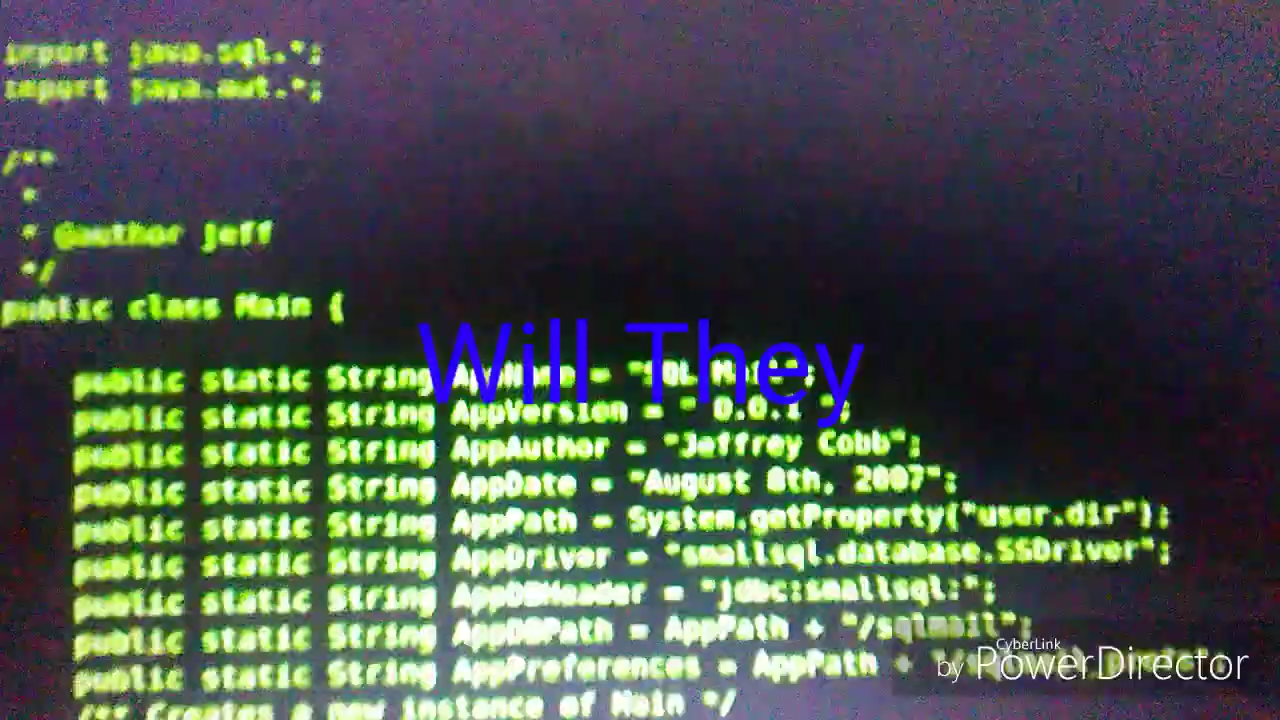 import java.sql.*;
import java.awt.*;
/**
*
* @author jeff
*/
public class Main {
Will They
public static String AppName = "SQL Mail";
public static String AppVersion = " 0.0.1 ";
public static String AppAuthor = "Jeffrey Cobb";
public static String AppDate = "August 8th, 2007";
public static String AppPath = System.getProperty("user.dir");
public static String AppDriver = "smallsql.database.SSDriver";
public static String AppDBHeader = "jdbc:smallsql:";
public static String AppDBPath = AppPath + "/sqlmail";
public static String AppPreferences = AppPath +
/** Creates a new instance of Main */
CyberLink
by PowerDirector